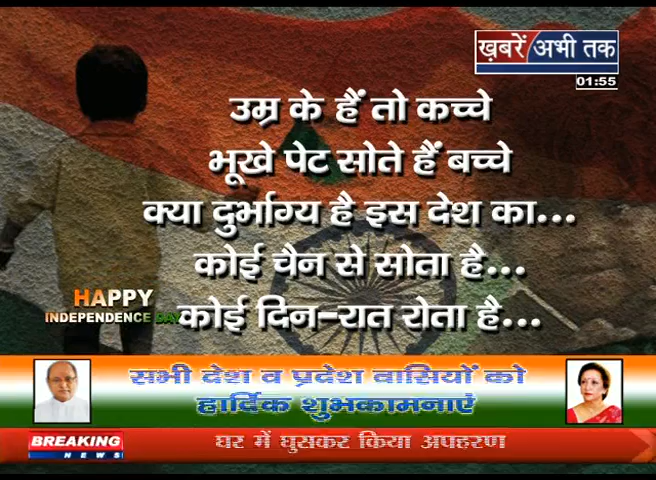 ख़बरें अभी तक
01:55
उम्र के हैं तो कच्चे
भूखे पेट सोते हैं बच्चे
क्या दुर्भाग्य है इस देश का...
कोई चैन से सोता है...
कोई दिन-रात रोता है...
HAPPY
INDEPENDENCE DAY
सभी देश व प्रदेश वासियों को
हार्दिक शुभकामनाएं
BREAKING
NEWS
घर में घुसकर किया अपहरण